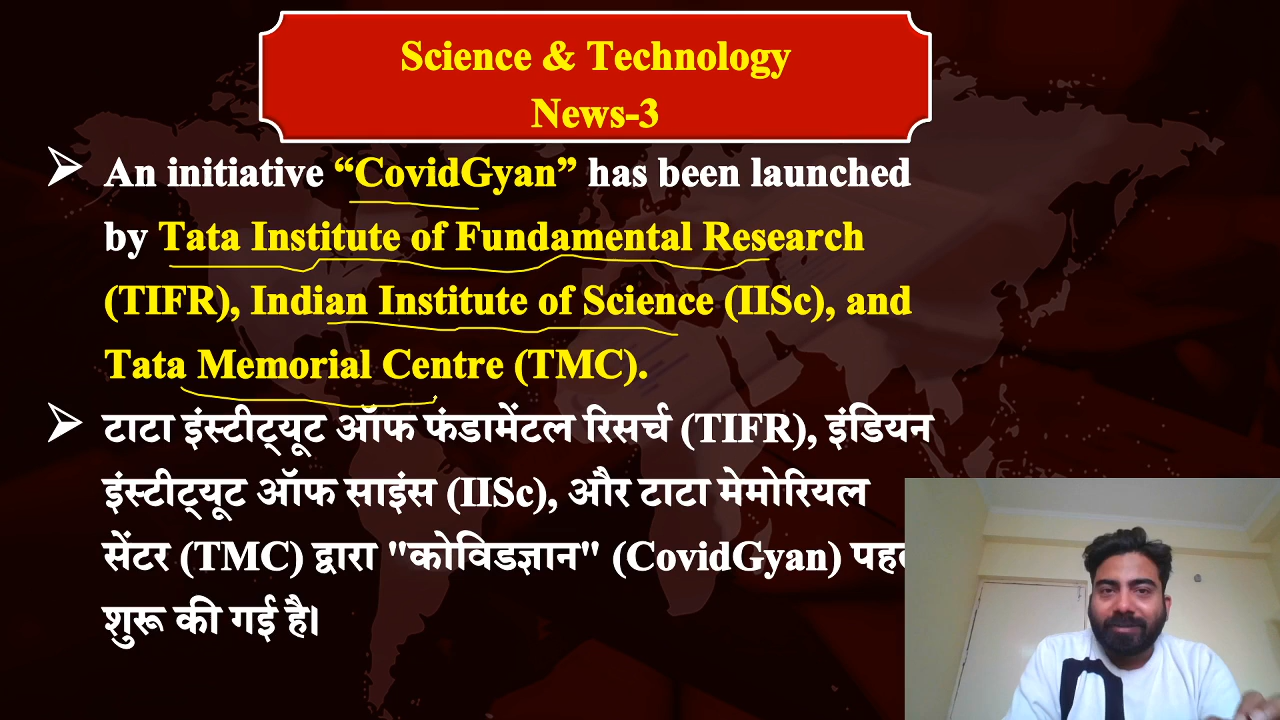 Science & Technology
News-3
An initiative “CovidGyan” has been launched
by Tata Institute of Fundamental Research
(TIFR), Indian Institute of Science (IISc), and
Tata Memorial Centre (TMC).
टाटा इंस्टीट्यूट ऑफ फंडामेंटल रिसर्च (TIFR), इंडियन
इंस्टीट्यूट ऑफ साइंस (IISc), और टाटा मेमोरियल
सेंटर (TMC) द्वारा "कोविडज्ञान" (CovidGyan)
शुरू की गई है।